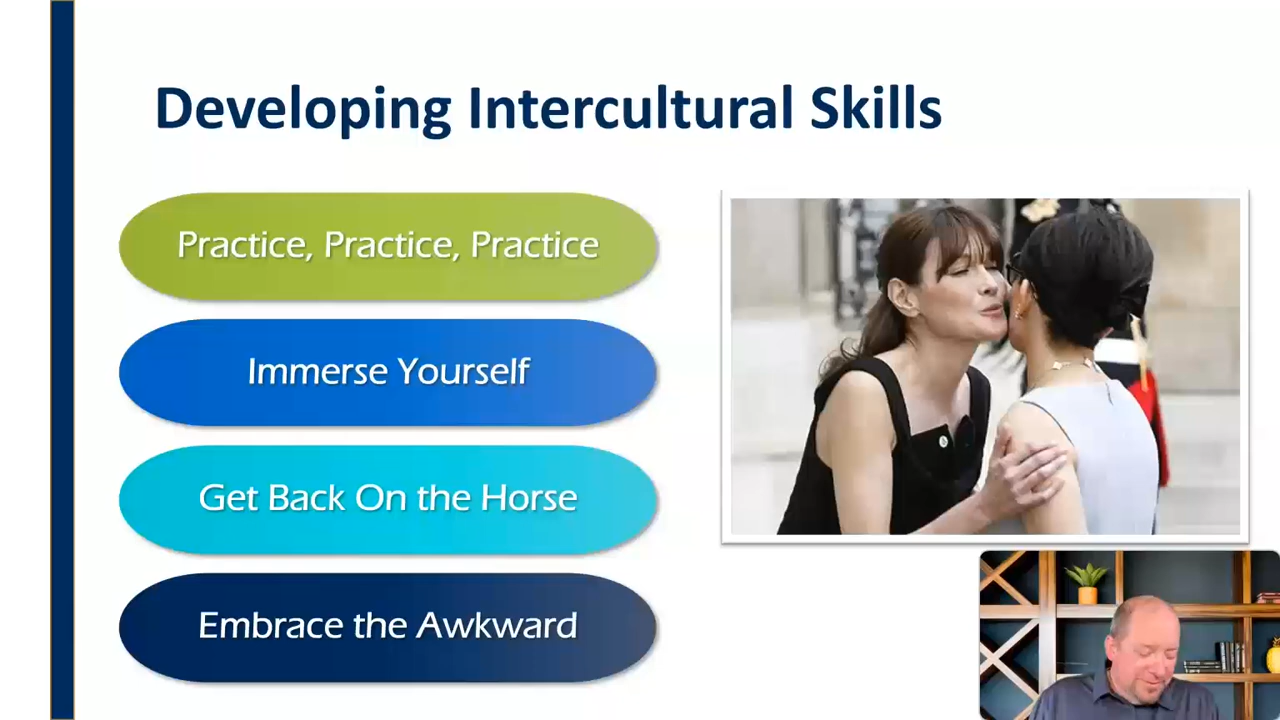 Developing Intercultural Skills
Practice, Practice, Practice
Immerse Yourself
Get Back On the Horse
Embrace the Awkward